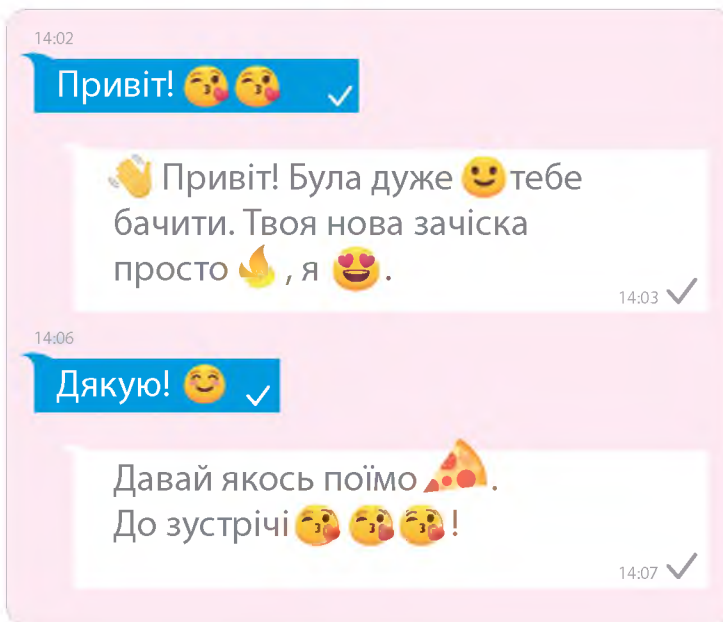 14:02
Привіт! 😘😘
👋 Привіт! Була дуже 🙂 тебе
бачити. Твоя нова зачіска
просто 🔥, я 😍.
14:03
14:06
Дякую! 😊
Давай якось поїмо 🍕.
До зустрічі 😘😘😘!
14:07